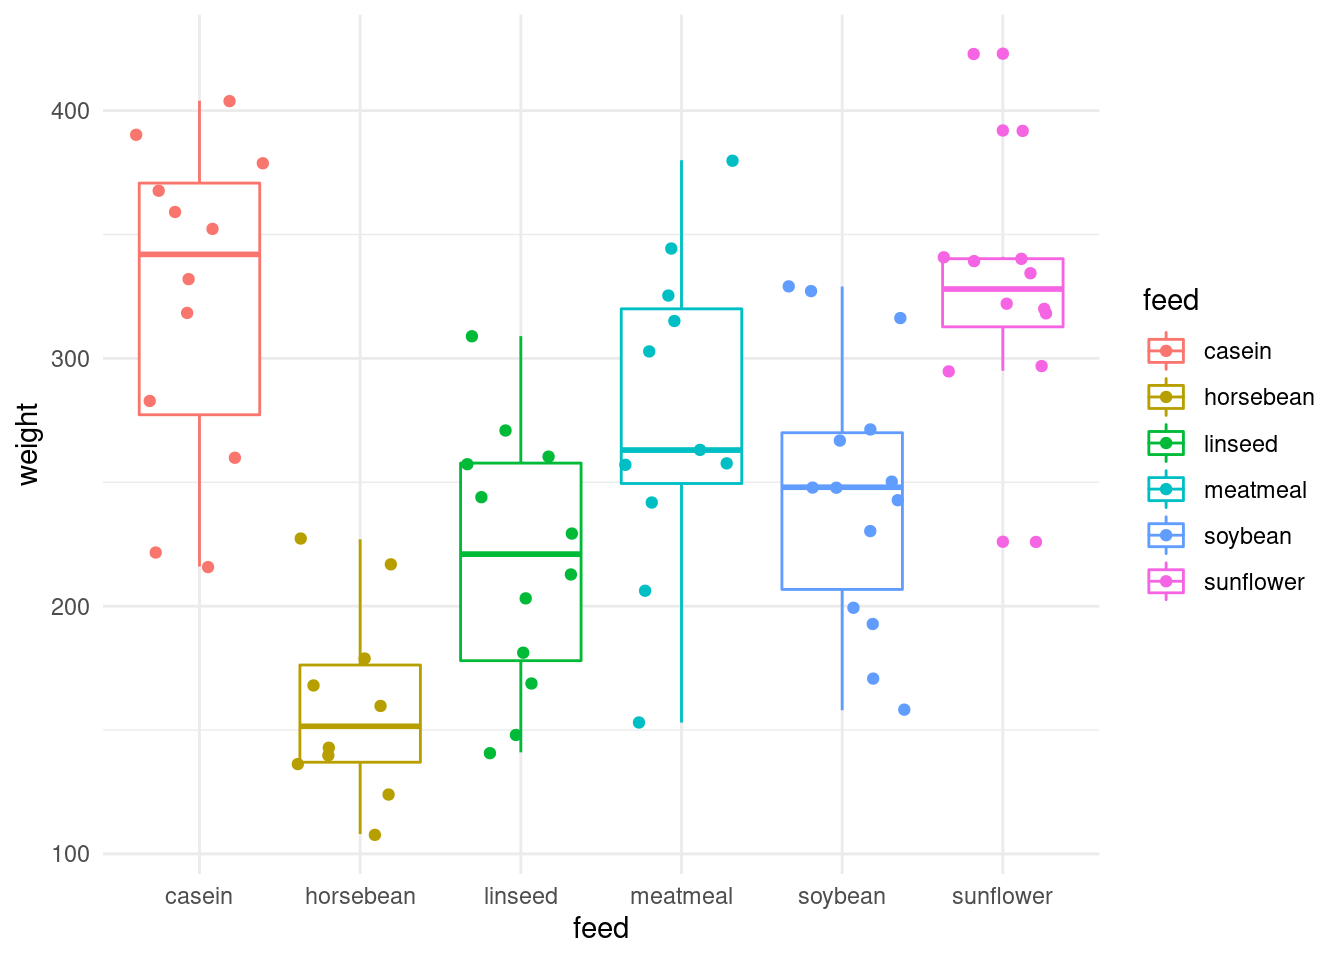 400
300
200
100
weight
casein
horsebean
linseed
meatmeal
soybean
sunflower
feed
feed
casein
horsebean
linseed
meatmeal
soybean
sunflower